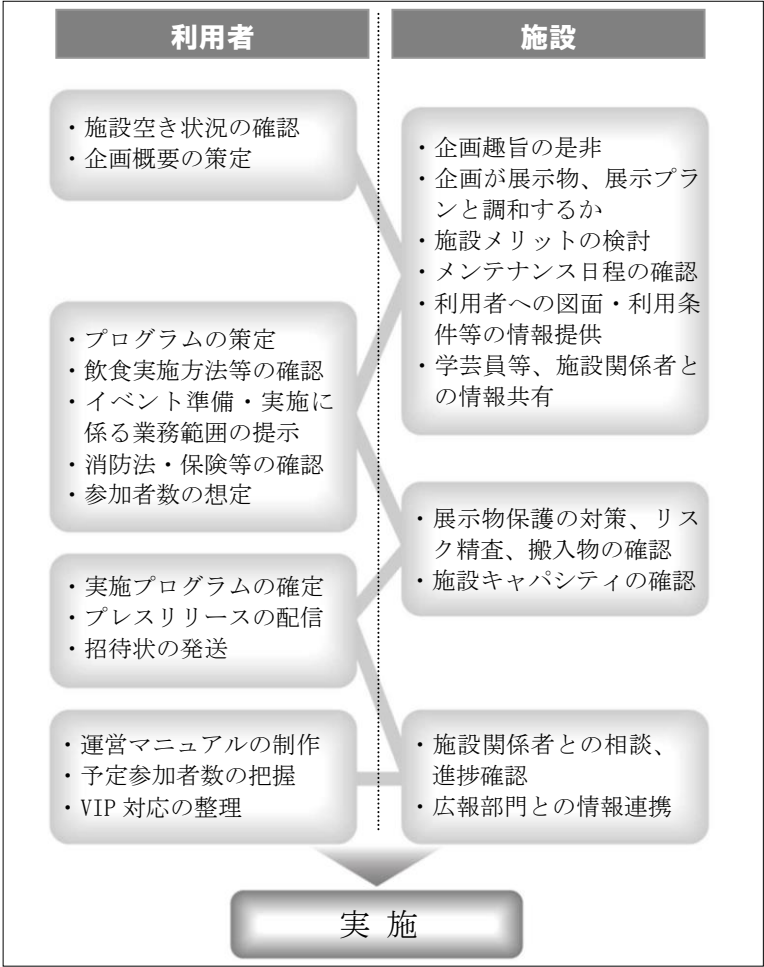 利用者
施設
・施設空き状況の確認
・企画概要の策定
・企画趣旨の是非
・企画が展示物、展示プラ
ンと調和するか
・施設メリットの検討
・メンテナンス日程の確認
・利用者への図面・利用条
件等の情報提供
・学芸員等、施設関係者と
の情報共有
・プログラムの策定
・飲食実施方法等の確認
・イベント準備・実施に
係る業務範囲の提示
・消防法・保険等の確認
・参加者数の想定
・展示物保護の対策、リス
ク精査、搬入物の確認
・施設キャパシティの確認
・実施プログラムの確定
・プレスリリースの配信
・招待状の発送
・運営マニュアルの制作
・予定参加者数の把握
・VIP 対応の整理
・施設関係者との相談、
進捗確認
・広報部門との情報連携
実 施